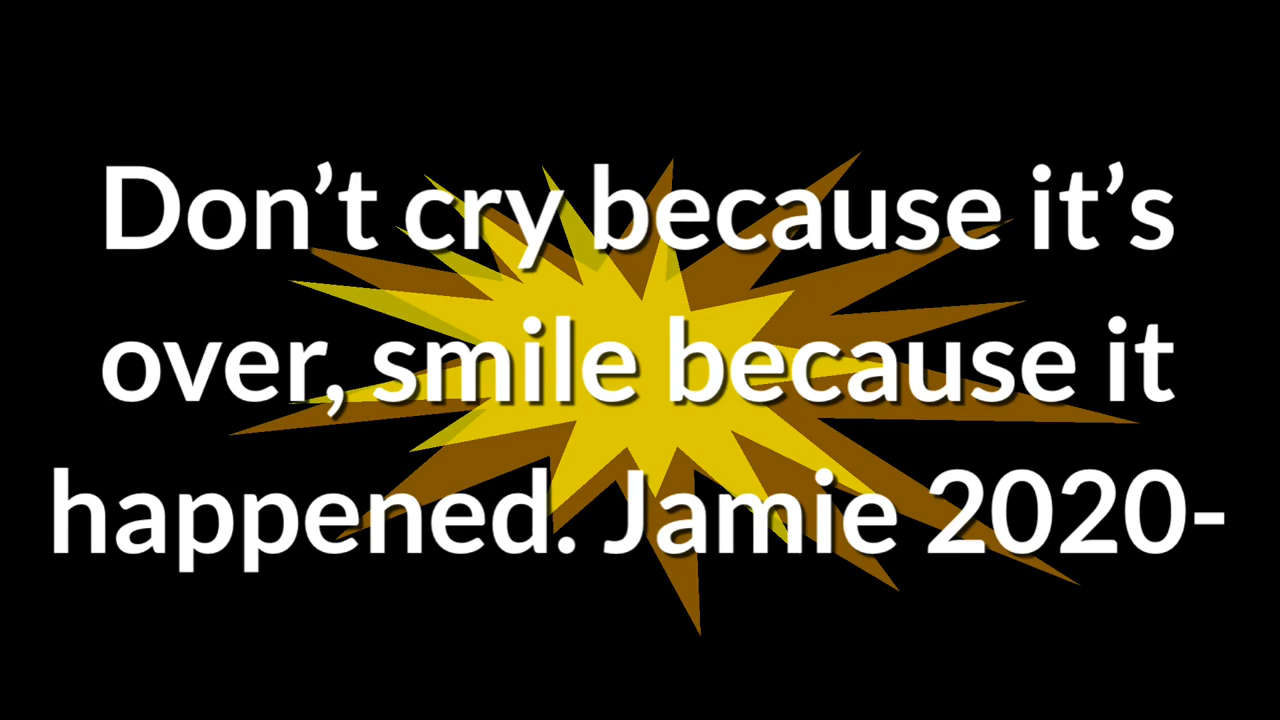 Don’t cry because it’s
over, smile because it
happened. Jamie 2020-